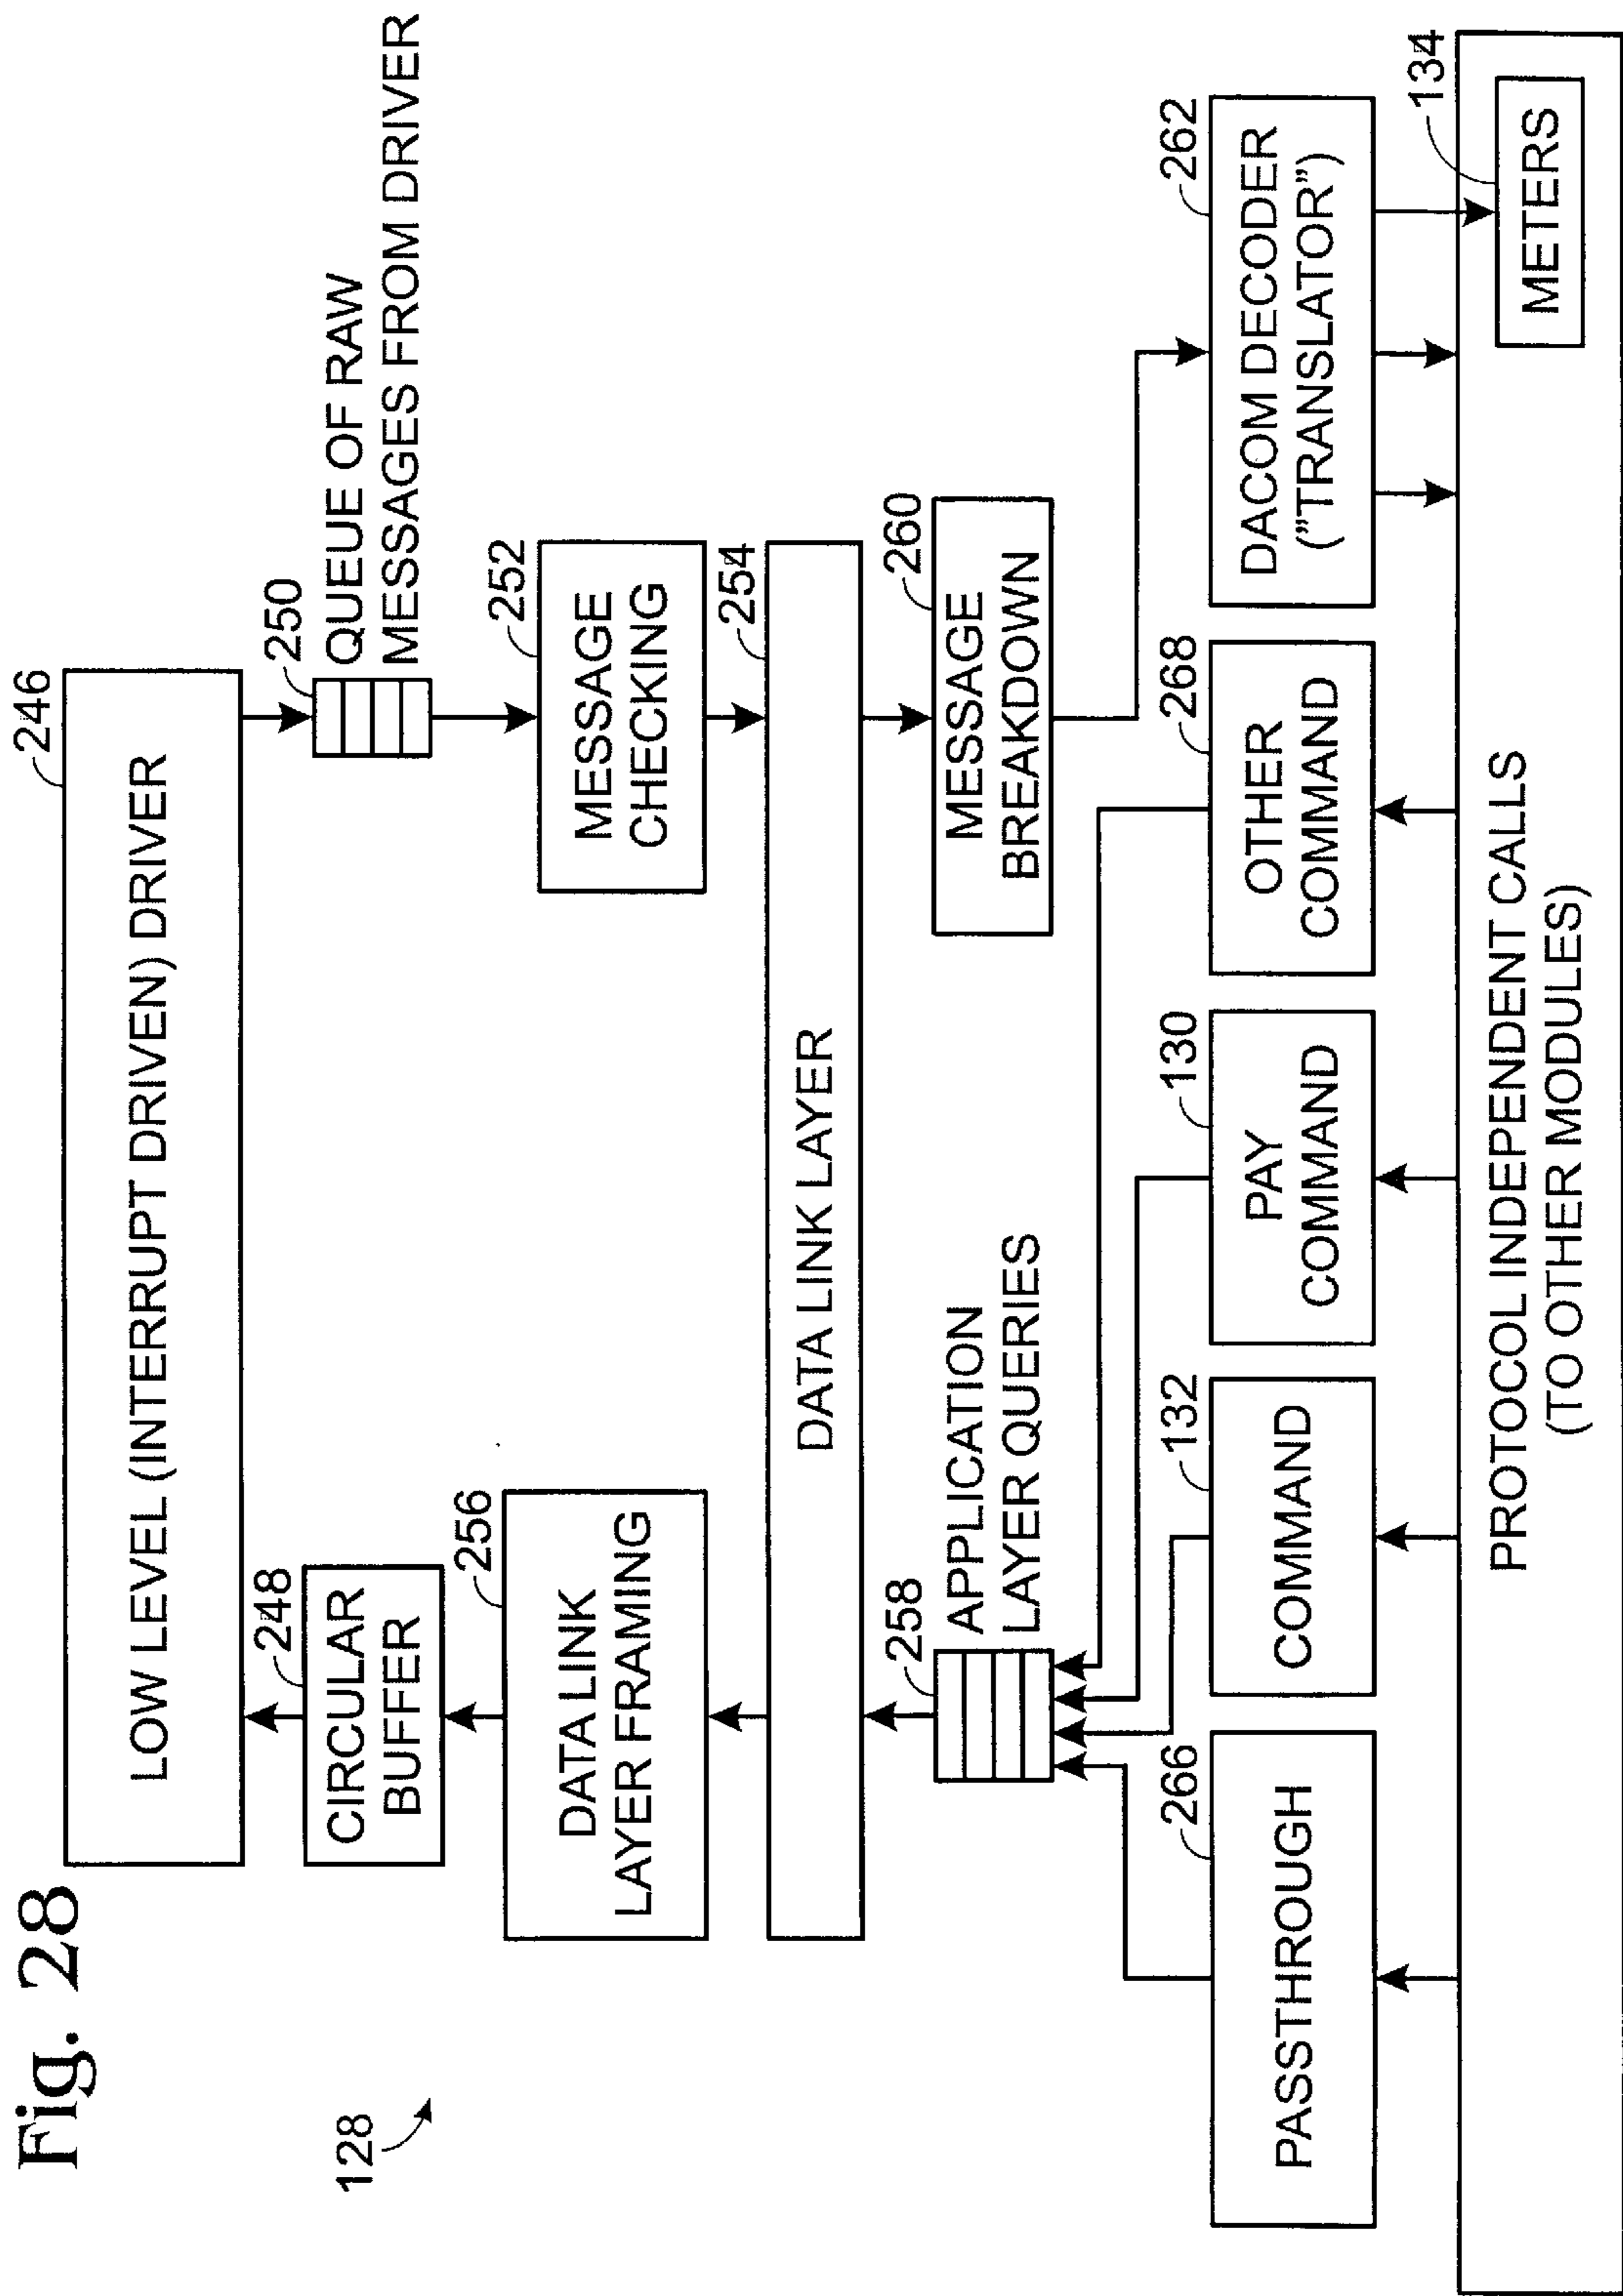 Fig. 28
128
246
LOW LEVEL (INTERRUPT DRIVEN) DRIVER
248
CIRCULAR
BUFFER
250
QUEUE OF RAW
MESSAGES FROM DRIVER
256
DATA LINK
LAYER FRAMING
252
MESSAGE
CHECKING
254
DATA LINK LAYER
258
APPLICATION
LAYER QUERIES
260
MESSAGE
BREAKDOWN
266
PASSTHROUGH
132
COMMAND
130
PAY
COMMAND
268
OTHER
COMMAND
262
DACOM DECODER
("TRANSLATOR")
134
METERS
PROTOCOL INDEPENDENT CALLS
(TO OTHER MODULES)